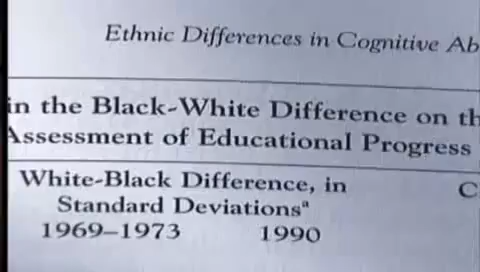 Ethnic Differences in Cognitive Ab
in the Black-White Difference on th
Assessment of Educational Progress
White-Black Difference, in
C
Standard Deviationsᵃ
1969–1973 1990